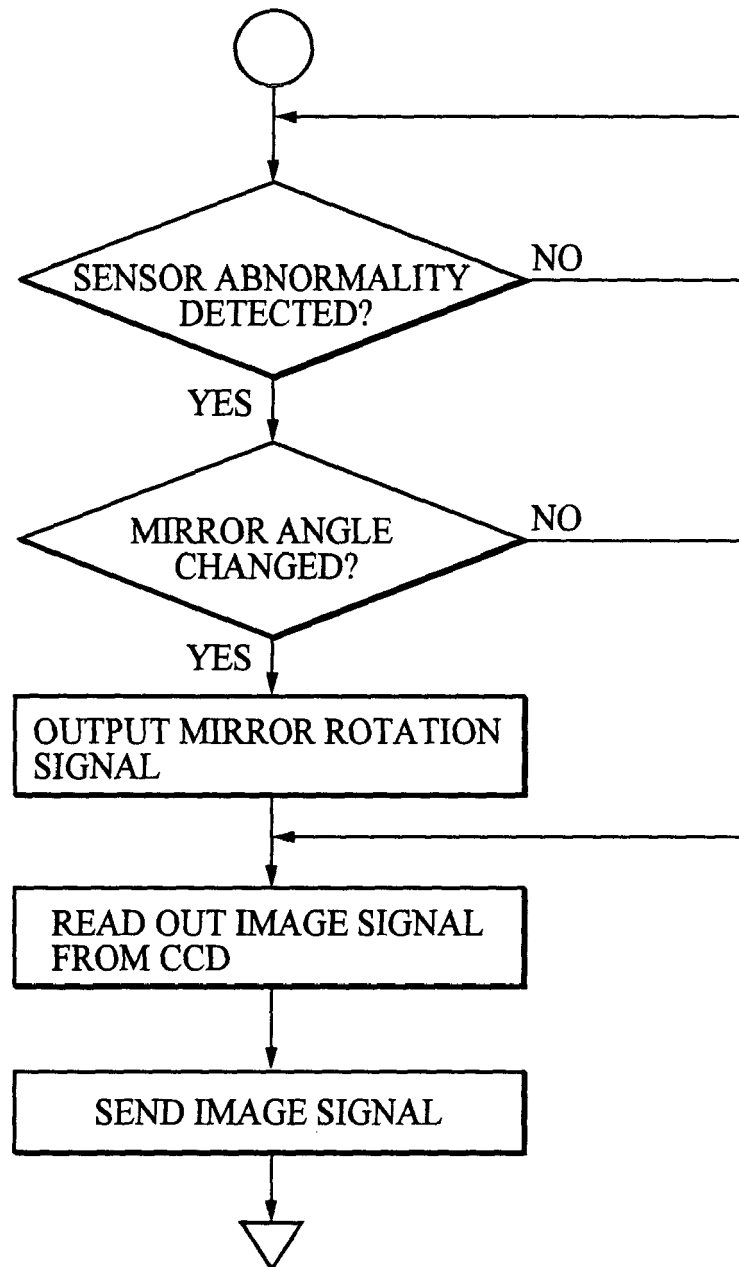 SENSOR ABNORMALITY
DETECTED?
NO
YES
MIRROR ANGLE
CHANGED?
NO
YES
OUTPUT MIRROR ROTATION
SIGNAL
READ OUT IMAGE SIGNAL
FROM CCD
SEND IMAGE SIGNAL